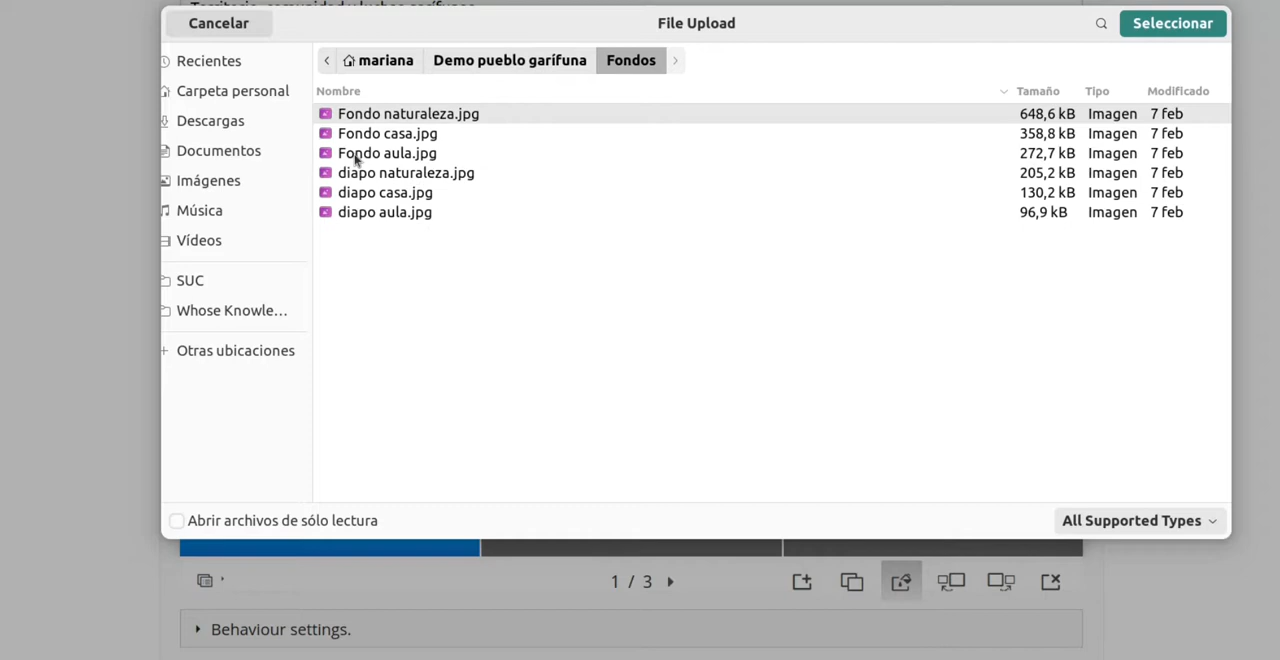 Territorio, comunidad y luchas garífunas
Cancelar
File Upload
Seleccionar
Recientes
Carpeta personal
Descargas
Documentos
Imágenes
Música
Vídeos
SUC
Whose Knowle…
Otras ubicaciones
mariana Demo pueblo garífuna Fondos
Nombre Tamaño Tipo Modificado
Fondo naturaleza.jpg 648,6 kB Imagen 7 feb
Fondo casa.jpg 358,8 kB Imagen 7 feb
Fondo aula.jpg 272,7 kB Imagen 7 feb
diapo naturaleza.jpg 205,2 kB Imagen 7 feb
diapo casa.jpg 130,2 kB Imagen 7 feb
diapo aula.jpg 96,9 kB Imagen 7 feb
Abrir archivos de sólo lectura
All Supported Types
1 / 3
Behaviour settings.